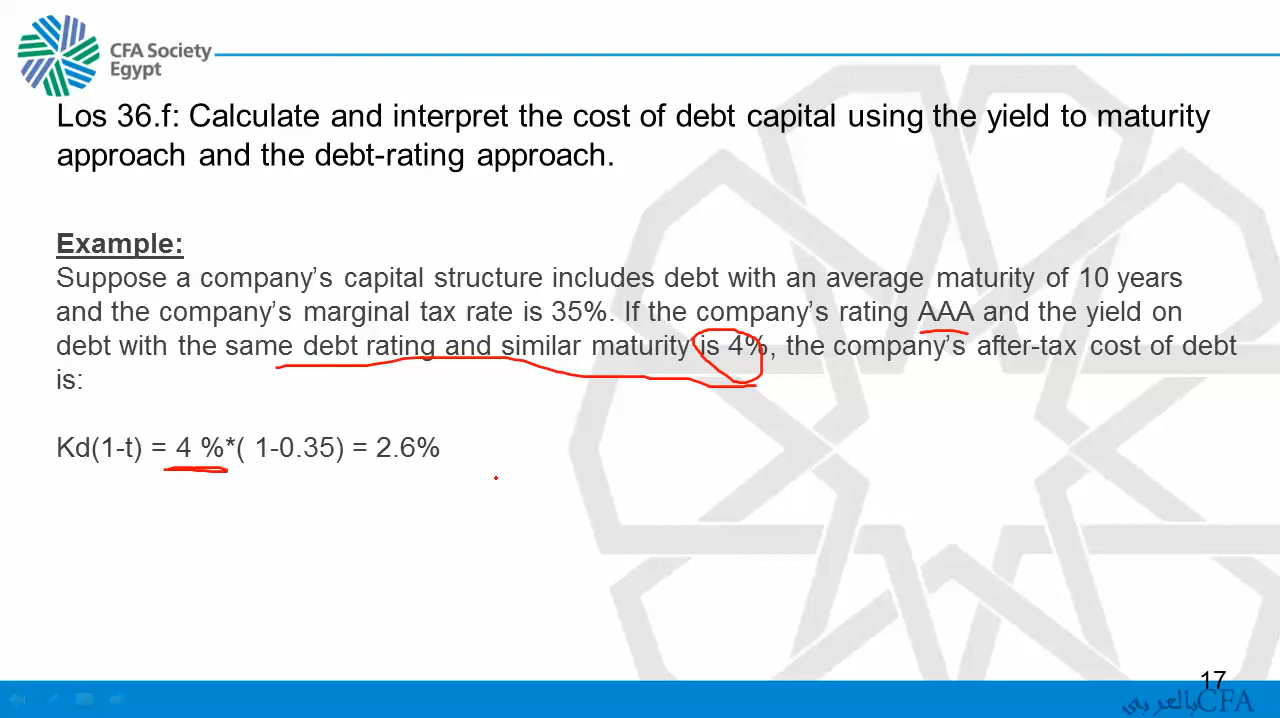 CFA Society
Egypt
Los 36.f: Calculate and interpret the cost of debt capital using the yield to maturity
approach and the debt-rating approach.
Example:
Suppose a company's capital structure includes debt with an average maturity of 10 years
and the company's marginal tax rate is 35%. If the company's rating AAA and the yield on
debt with the same debt rating and similar maturity is 4%, the company's after-tax cost of debt
is:
Kd(1-t) = 4 %*( 1-0.35) = 2.6%
17
CFA بالعربي